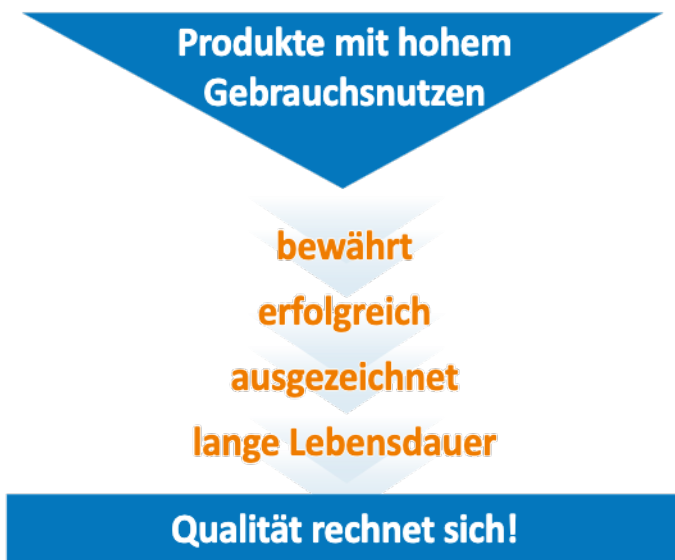 Produkte mit hohem
Gebrauchsnutzen
bewährt
erfolgreich
ausgezeichnet
lange Lebensdauer
Qualität rechnet sich!